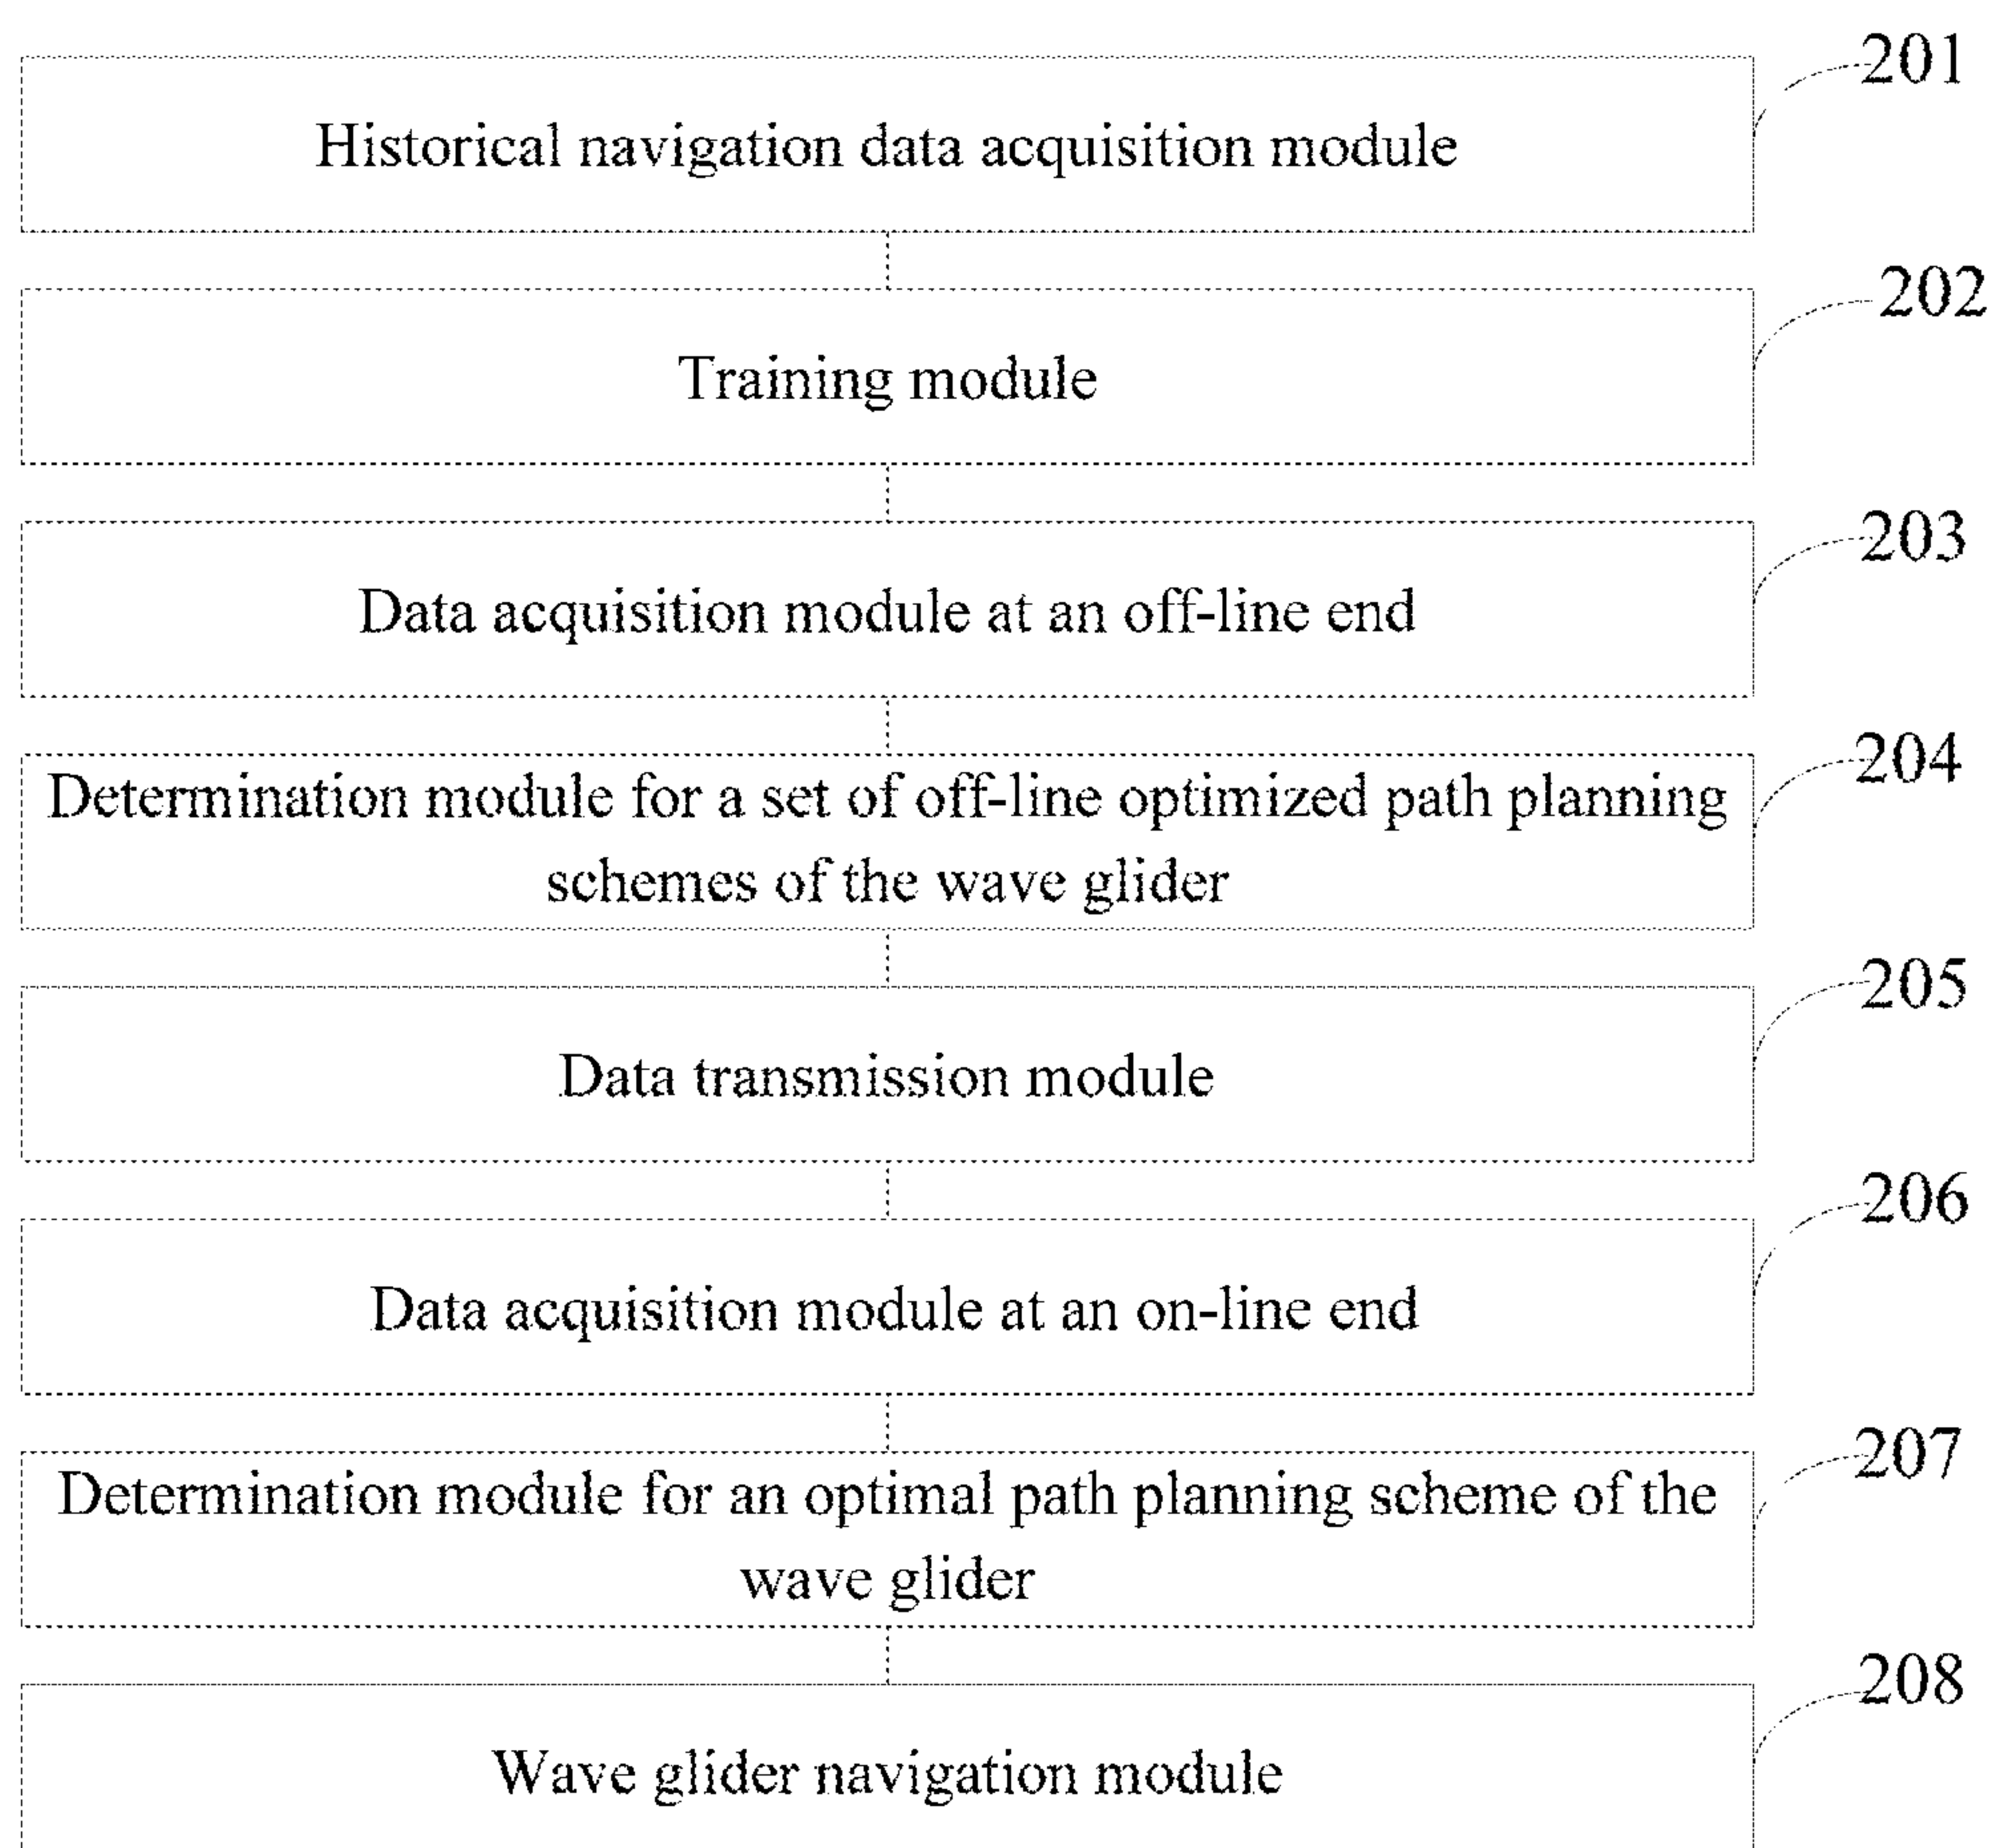 201
Historical navigation data acquisition module
202
Training module
203
Data acquisition module at an off-line end
204
Determination module for a set of off-line optimized path planning
schemes of the wave glider
205
Data transmission module
206
Data acquisition module at an on-line end
207
Determination module for an optimal path planning scheme of the
wave glider
208
Wave glider navigation module